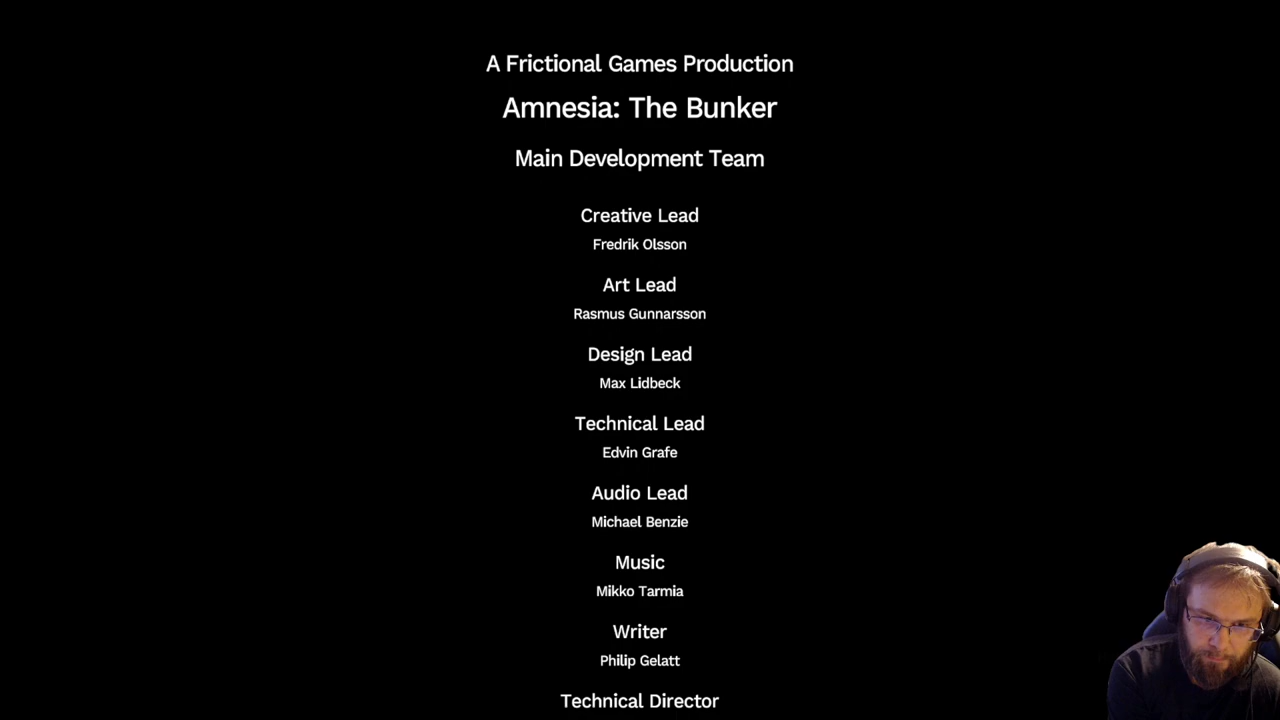 A Frictional Games Production
Amnesia: The Bunker
Main Development Team
Creative Lead
Fredrik Olsson
Art Lead
Rasmus Gunnarsson
Design Lead
Max Lidbeck
Technical Lead
Edvin Grafe
Audio Lead
Michael Benzie
Music
Mikko Tarmia
Writer
Philip Gelatt
Technical Director